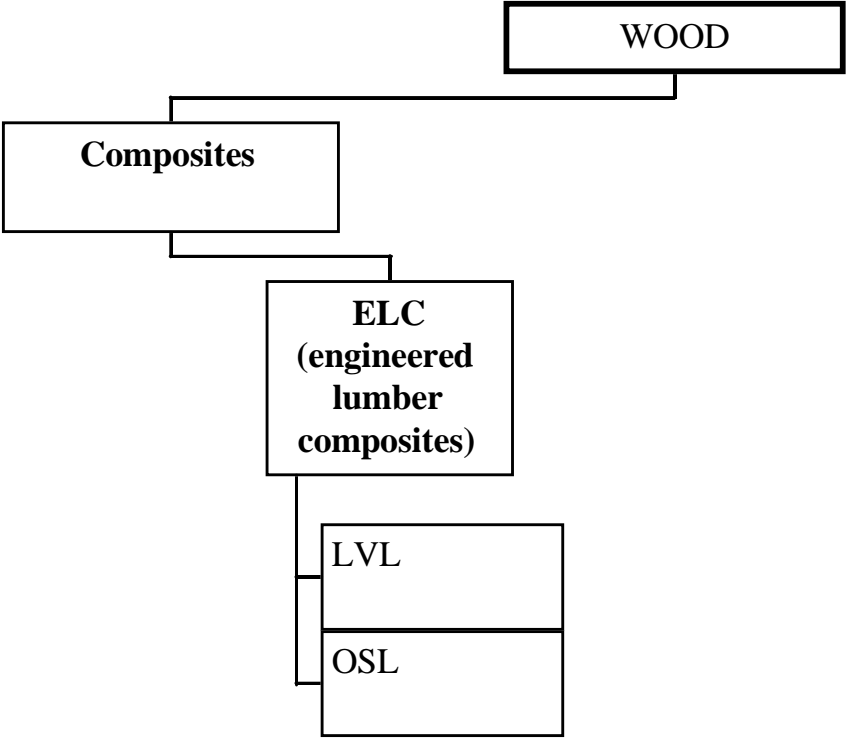 WOOD
Composites
ELC
(engineered
lumber
composites)
LVL
OSL